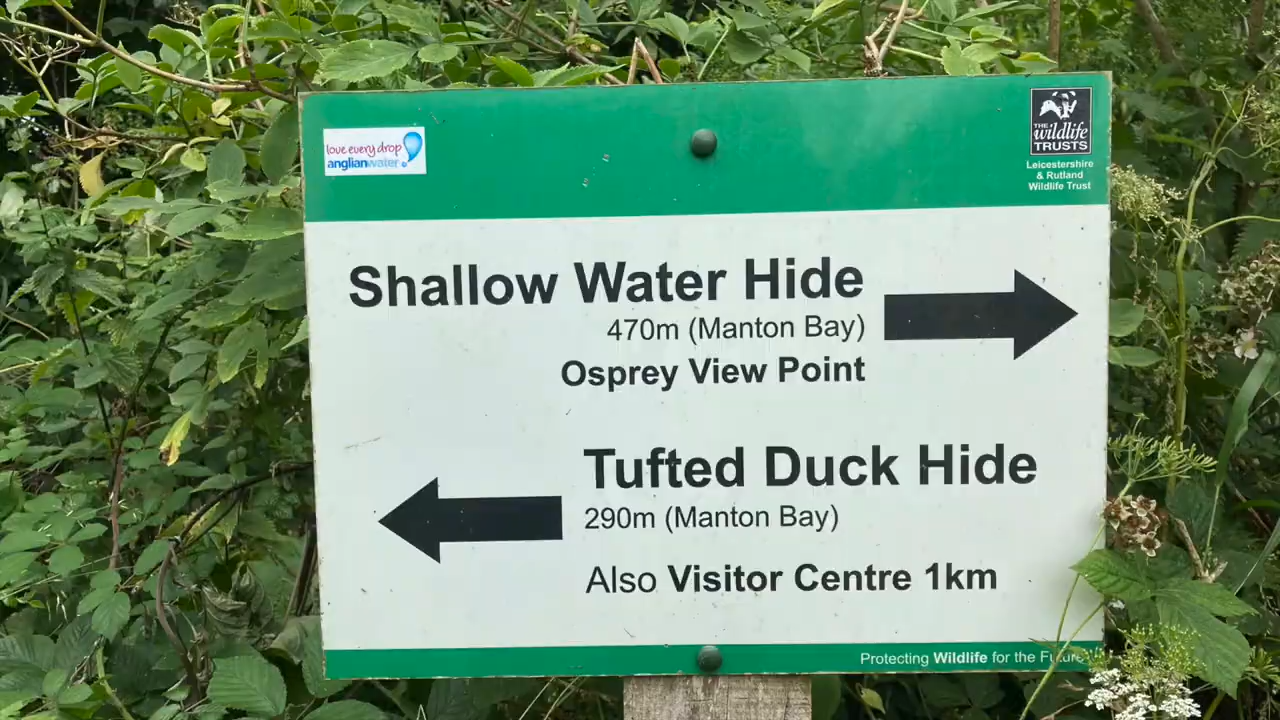 love every drop
anglianwater
THE
wildlife
TRUSTS
Leicestershire
& Rutland
Wildlife Trust
Shallow Water Hide
470m (Manton Bay)
Osprey View Point
Tufted Duck Hide
290m (Manton Bay)
Also Visitor Centre 1km
Protecting Wildlife for the Future